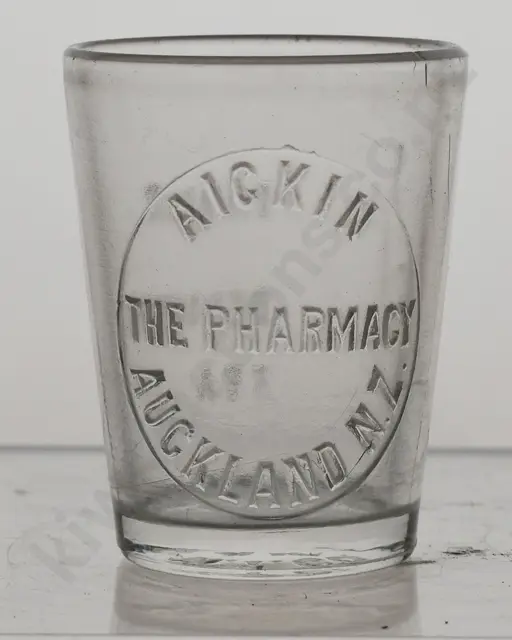 AICKIN
THE PHARMACY
AUCKLAND N.Z.